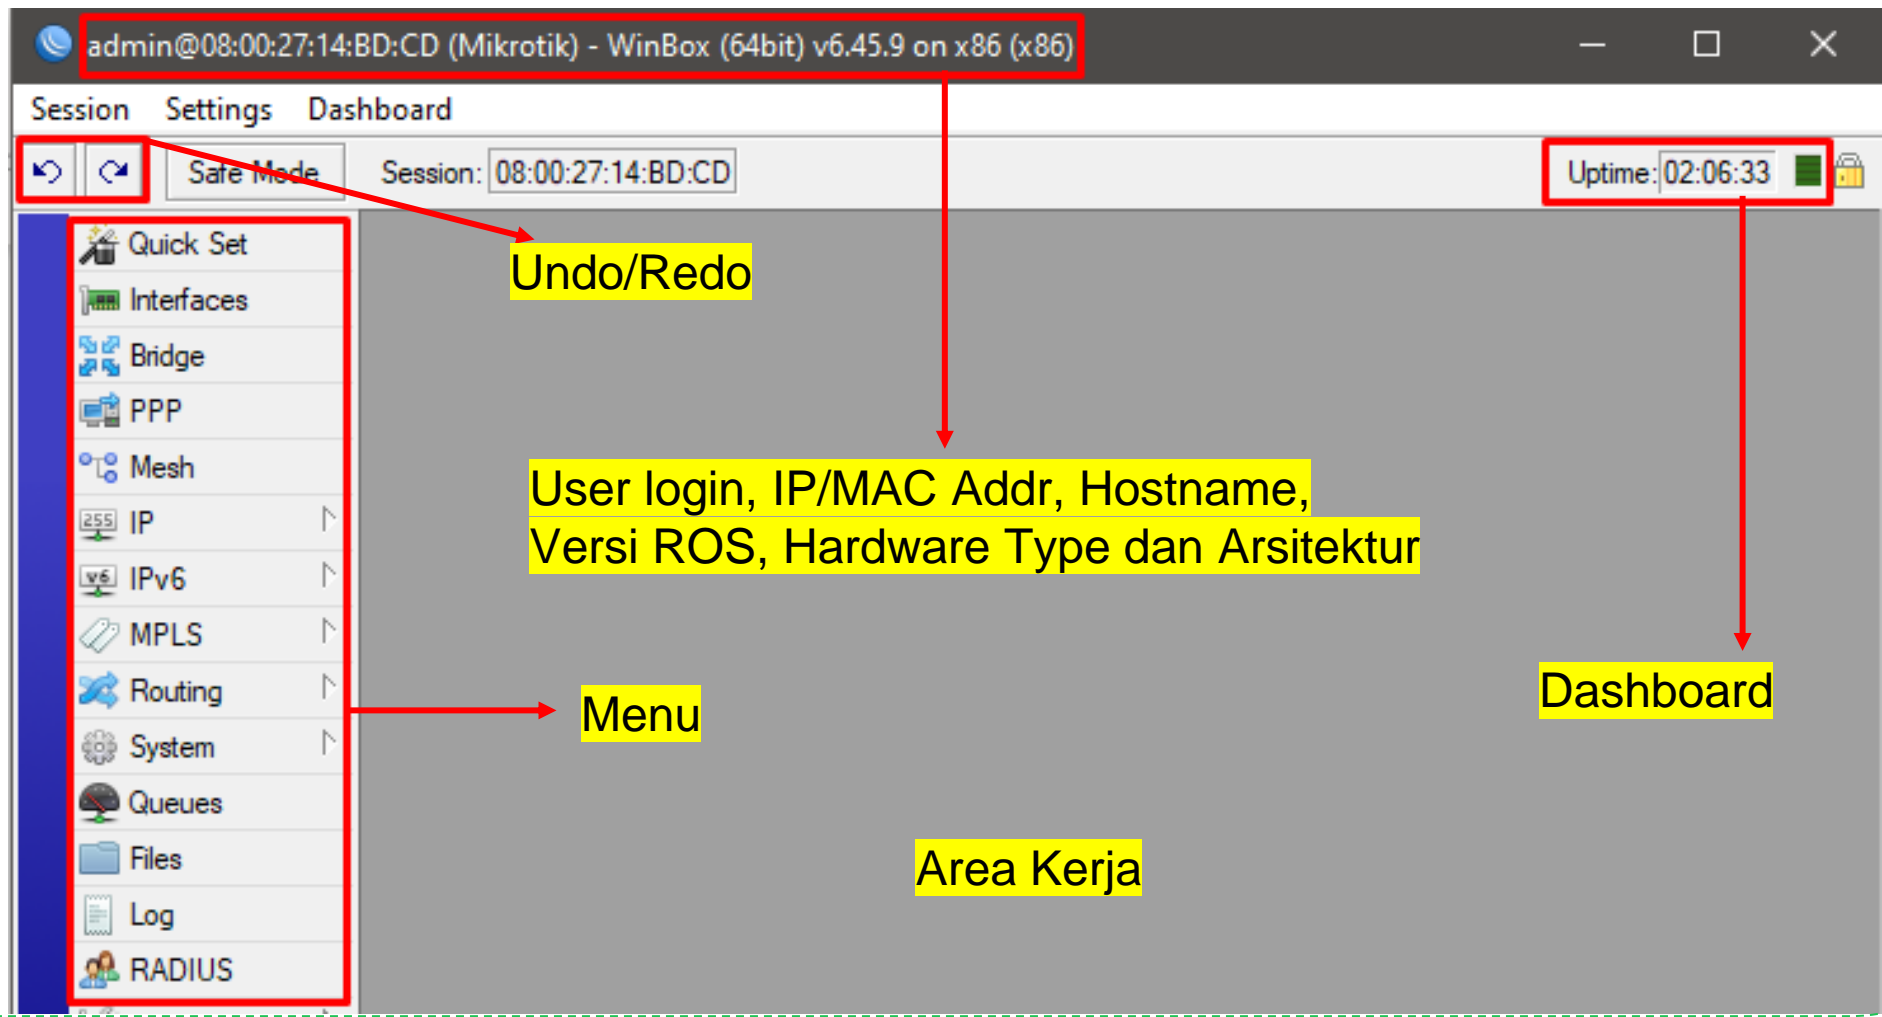 admin@08:00:27:14:BD:CD (Mikrotik) - WinBox (64bit) v6.45.9 on x86 (x86)
Session Settings Dashboard
Safe Mode Session: 08:00:27:14:BD:CD Uptime: 02:06:33
Quick Set
Undo/Redo
Interfaces
Bridge
PPP
Mesh
User login, IP/MAC Addr, Hostname,
Versi ROS, Hardware Type dan Arsitektur
255 IP
v6 IPv6
MPLS
Routing
Menu
Dashboard
System
Queues
Files
Area Kerja
Log
RADIUS